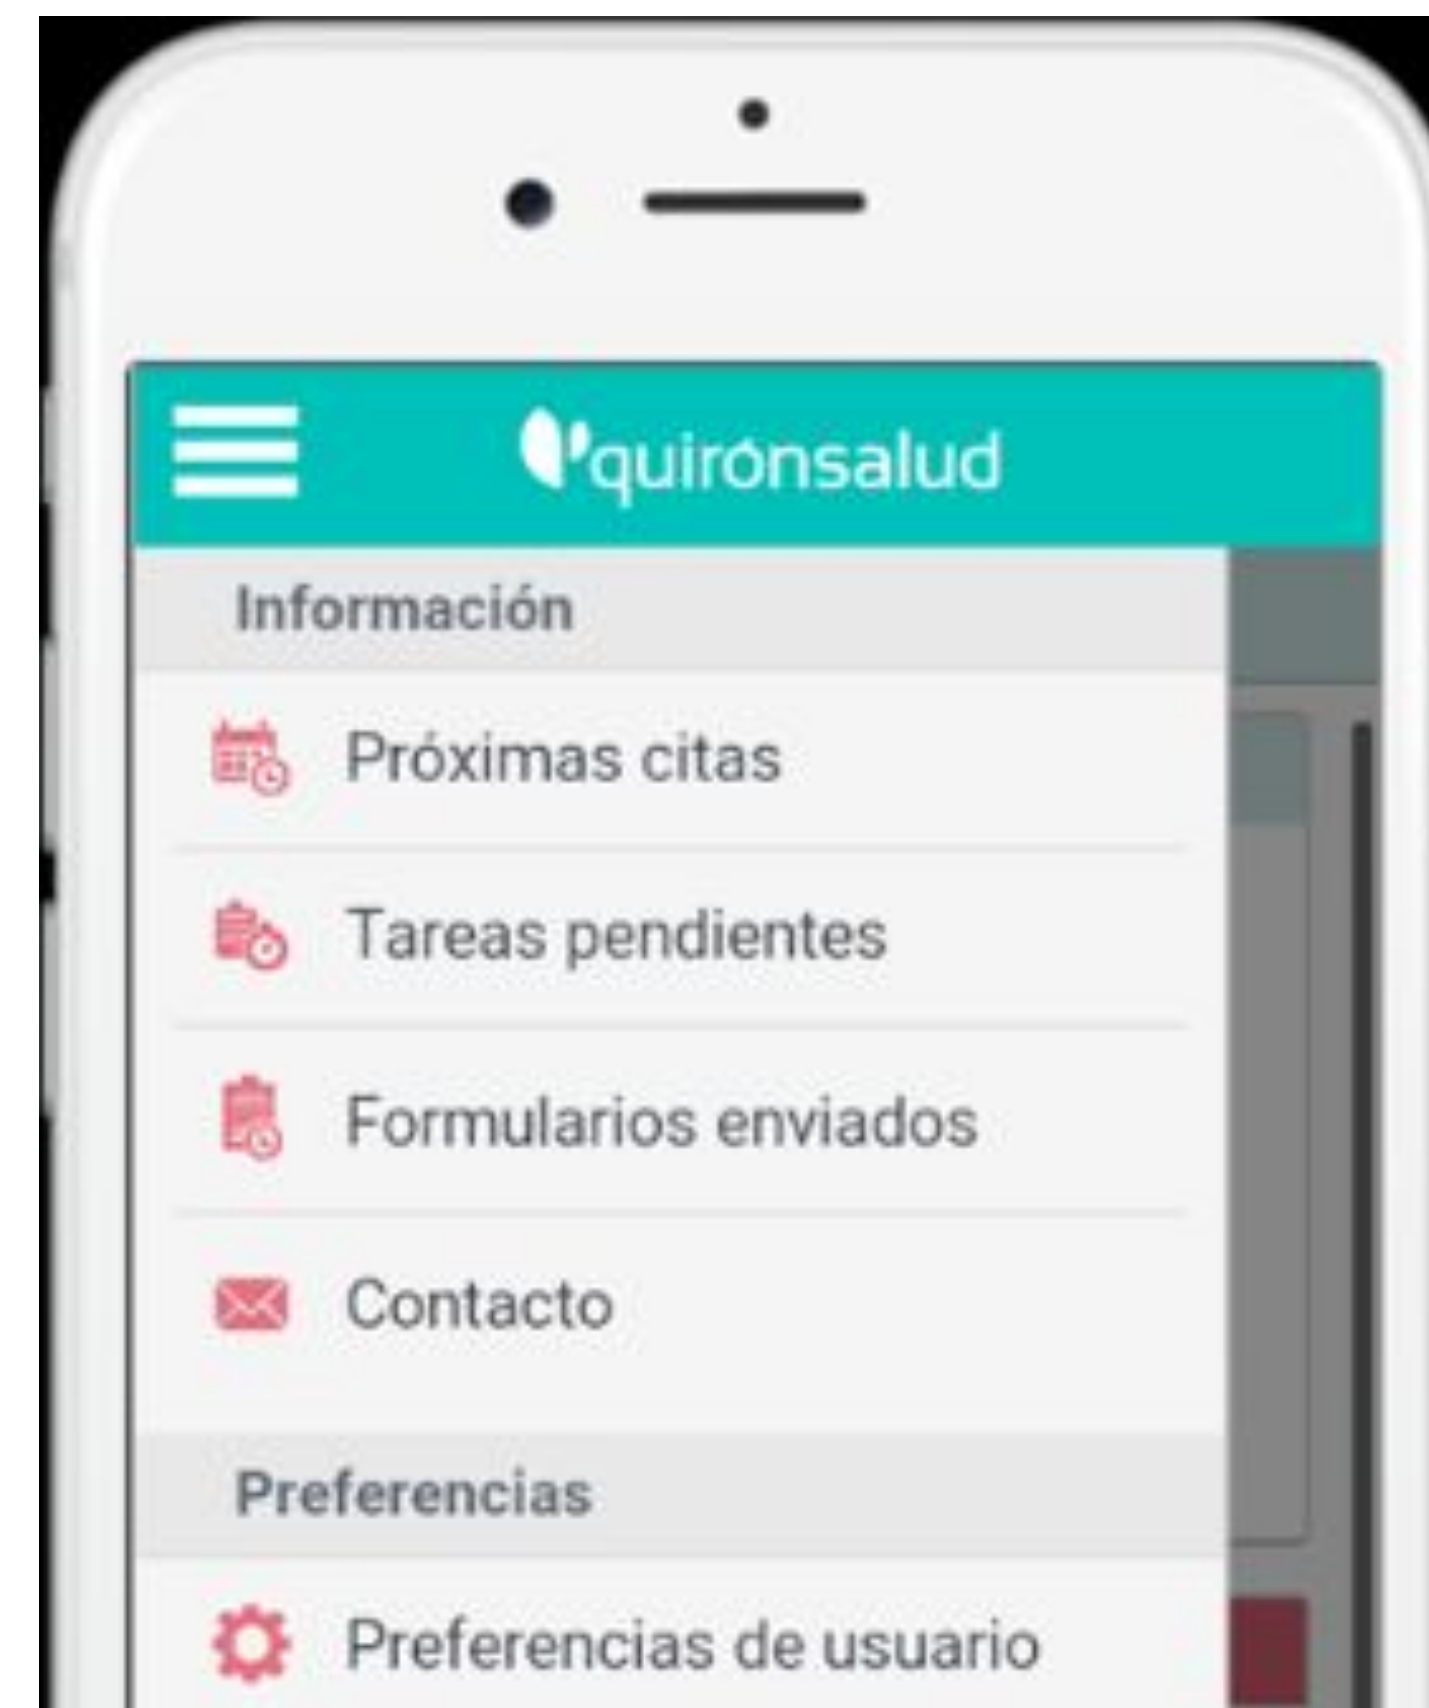 quirónsalud
Información
Próximas citas
Tareas pendientes
Formularios enviados
Contacto
Preferencias
Preferencias de usuario